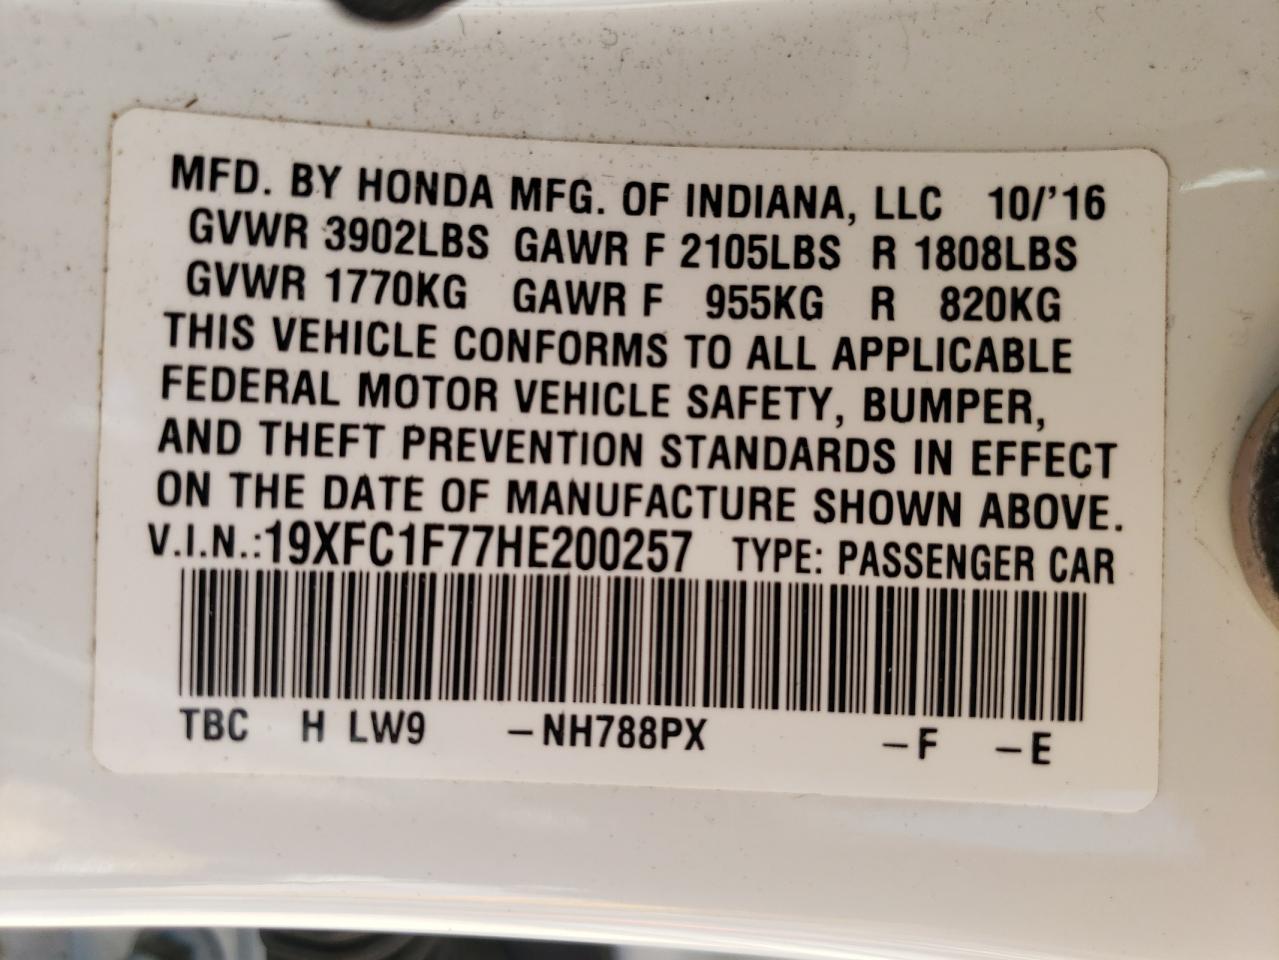 MFD. BY HONDA MFG. OF INDIANA, LLC 10/'16
GVWR 3902LBS GAWR F 2105LBS R 1808LBS
GVWR 1770KG GAWR F 955KG R 820KG
THIS VEHICLE CONFORMS TO ALL APPLICABLE
FEDERAL MOTOR VEHICLE SAFETY, BUMPER,
AND THEFT PREVENTION STANDARDS IN EFFECT
ON THE DATE OF MANUFACTURE SHOWN ABOVE.
V.I.N.:19XFC1F77HE200257 TYPE: PASSENGER CAR
TBC H LW9 –NH788PX –F –E